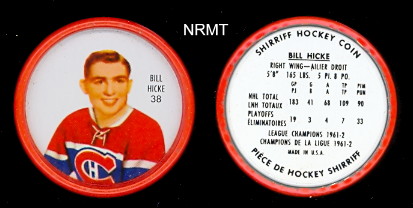 NRMT
BILL
HICKE
38
SHIRRIFF HOCKEY COIN
BILL HICKE
RIGHT WING—AILIER DROIT
5'8" 165 LBS. 5 PI. 8 PO.
GP G A TP PIM
PJ B A TP PUN
NHL TOTAL
LNH TOTAUX 183 41 68 109 90
PLAYOFFS
ELIMINATOIRES 19 3 4 7 33
LEAGUE CHAMPIONS 1961-2
CHAMPIONS DE LA LIGUE 1961-2
MADE IN U.S.A.
PIÈCE DE HOCKEY SHIRRIFF